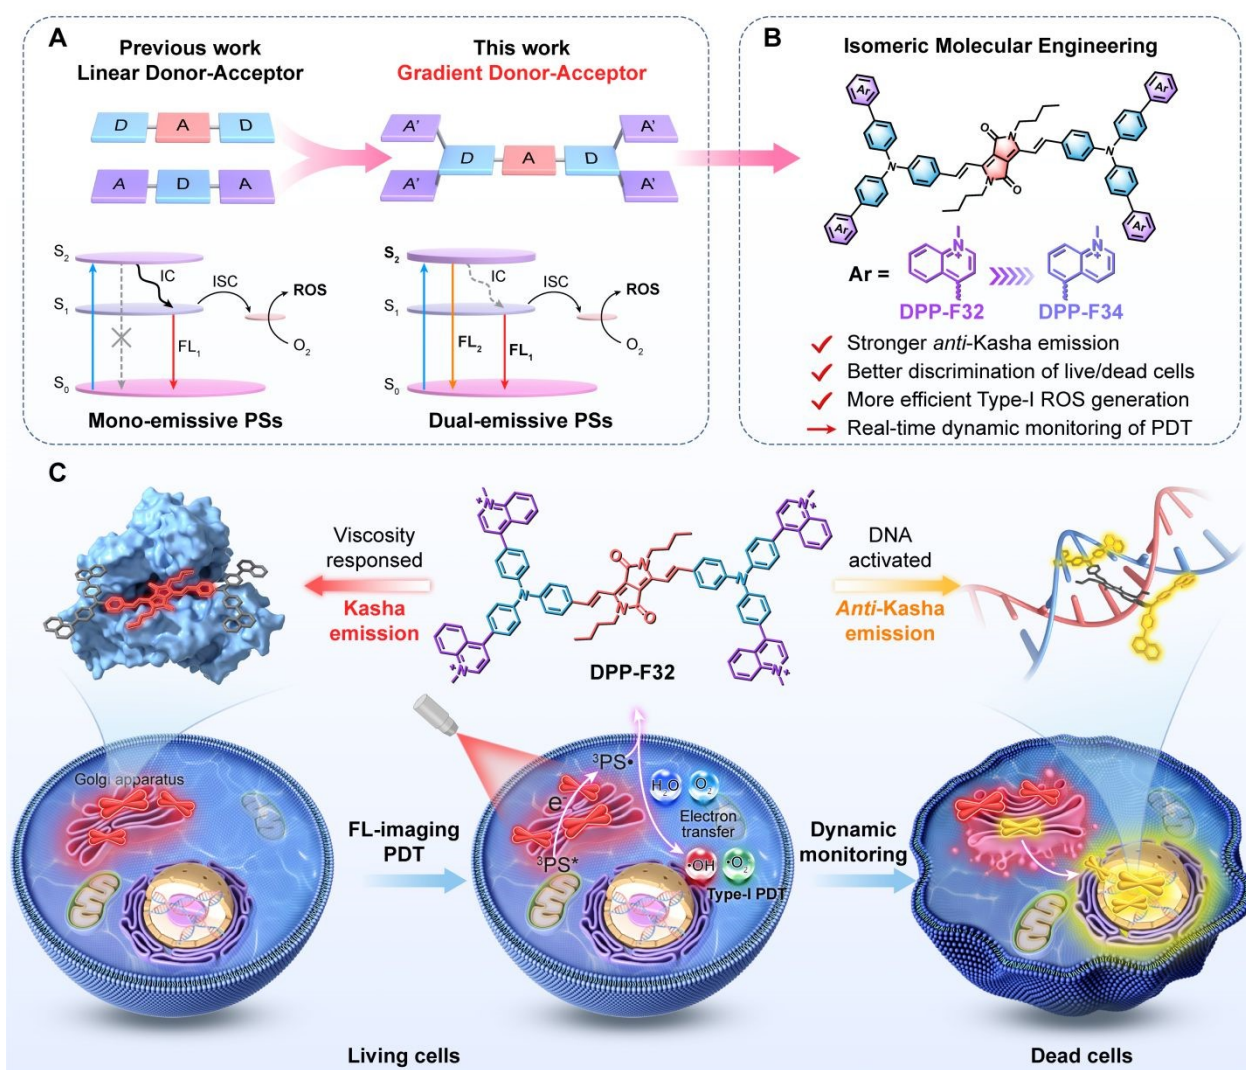 A
Previous work
Linear Donor-Acceptor
D A D
A D A
This work
Gradient Donor-Acceptor
A' A'
D A D
A' A'
S2
IC
ISC
ROS
S1
FL1
O2
S0
Mono-emissive PSs
S2
IC
ISC
ROS
S1
FL2
FL1
O2
S0
Dual-emissive PSs
B
Isomeric Molecular Engineering
Ar
Ar
N
O
N
N
O
N
Ar
Ar
Ar =
N+
N+
DPP-F32
DPP-F34
✓ Stronger anti-Kasha emission
✓ Better discrimination of live/dead cells
✓ More efficient Type-I ROS generation
→ Real-time dynamic monitoring of PDT
C
Viscosity
responsed
Kasha
emission
N+
N+
O
N
N
N
N
O
N+
N+
DPP-F32
DNA
activated
Anti-Kasha
emission
Golgi apparatus
FL-imaging
PDT
3PS•
e-
3PS*
H2O
O2
Electron
transfer
•OH
•O2-
Type-I PDT
Dynamic
monitoring
Living cells
Dead cells